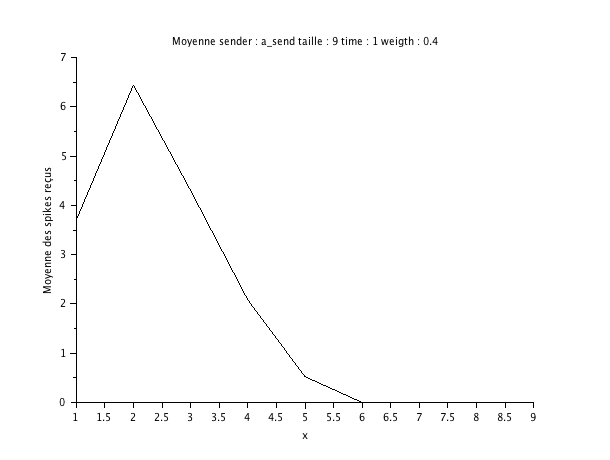 Moyenne sender : a_send taille : 9 time : 1 weigth : 0.4
7
6
5
4
3
2
1
0
Moyenne des spikes reçus
1 1.5 2 2.5 3 3.5 4 4.5 5 5.5 6 6.5 7 7.5 8 8.5 9
x